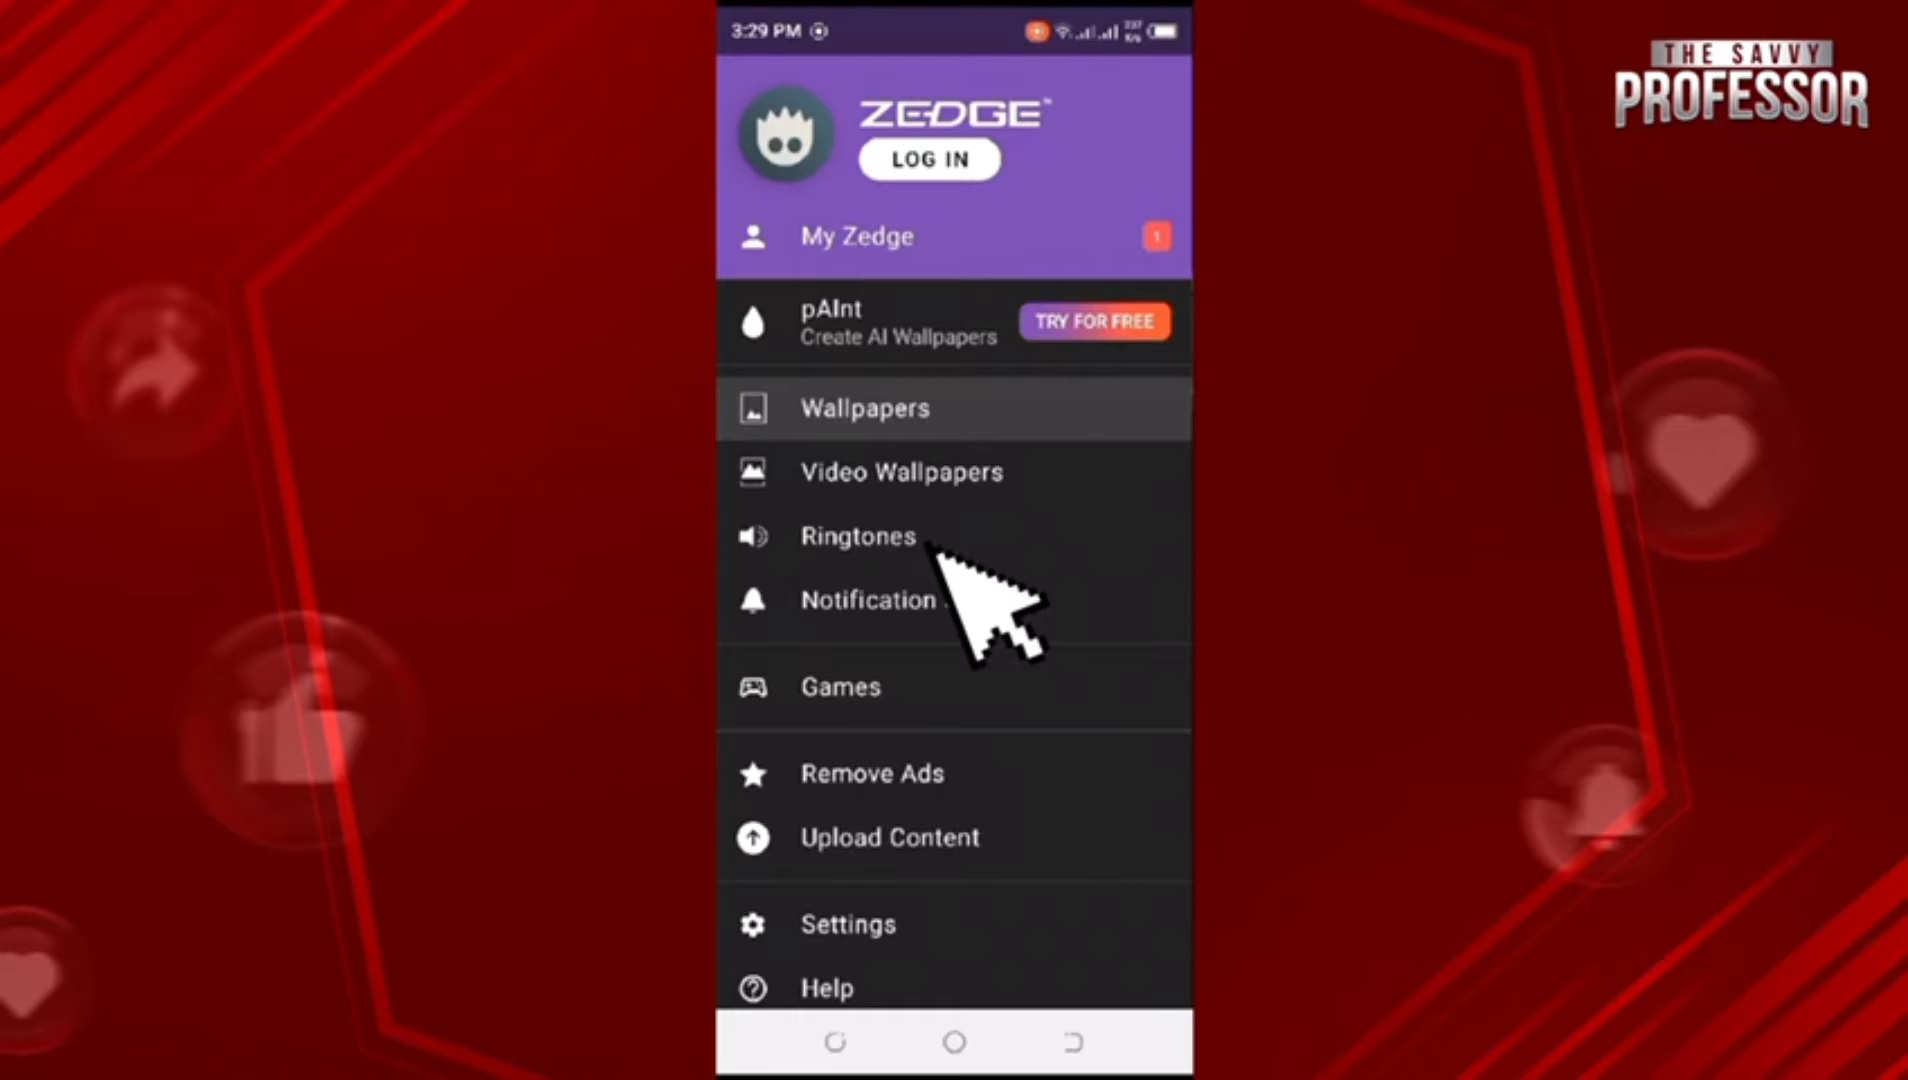 3:29 PM
THE SAVVY
PROFESSOR
ZEDGE™
LOG IN
My Zedge
1
pAInt
Create AI Wallpapers
TRY FOR FREE
Wallpapers
Video Wallpapers
Ringtones
Notification
Games
Remove Ads
Upload Content
Settings
Help